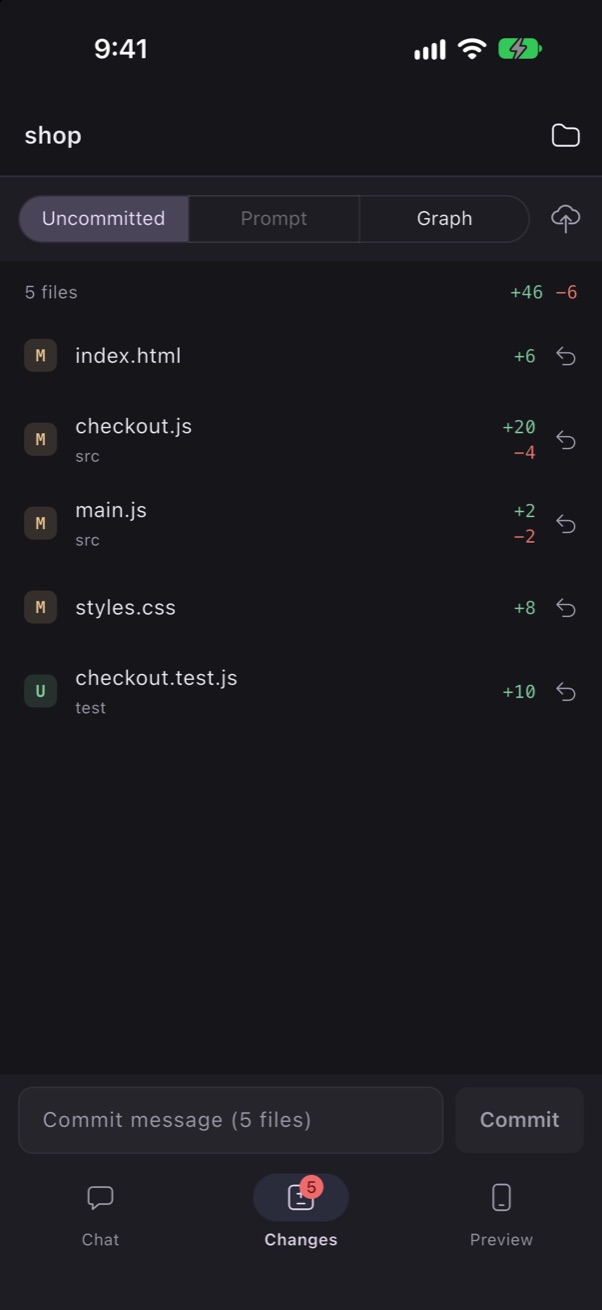 9:41
shop
Uncommitted
Prompt
Graph
5 files
+46 −6
M
index.html
+6
M
checkout.js
src
+20
−4
M
main.js
src
+2
−2
M
styles.css
+8
U
checkout.test.js
test
+10
Commit message (5 files)
Commit
5
Chat
Changes
Preview